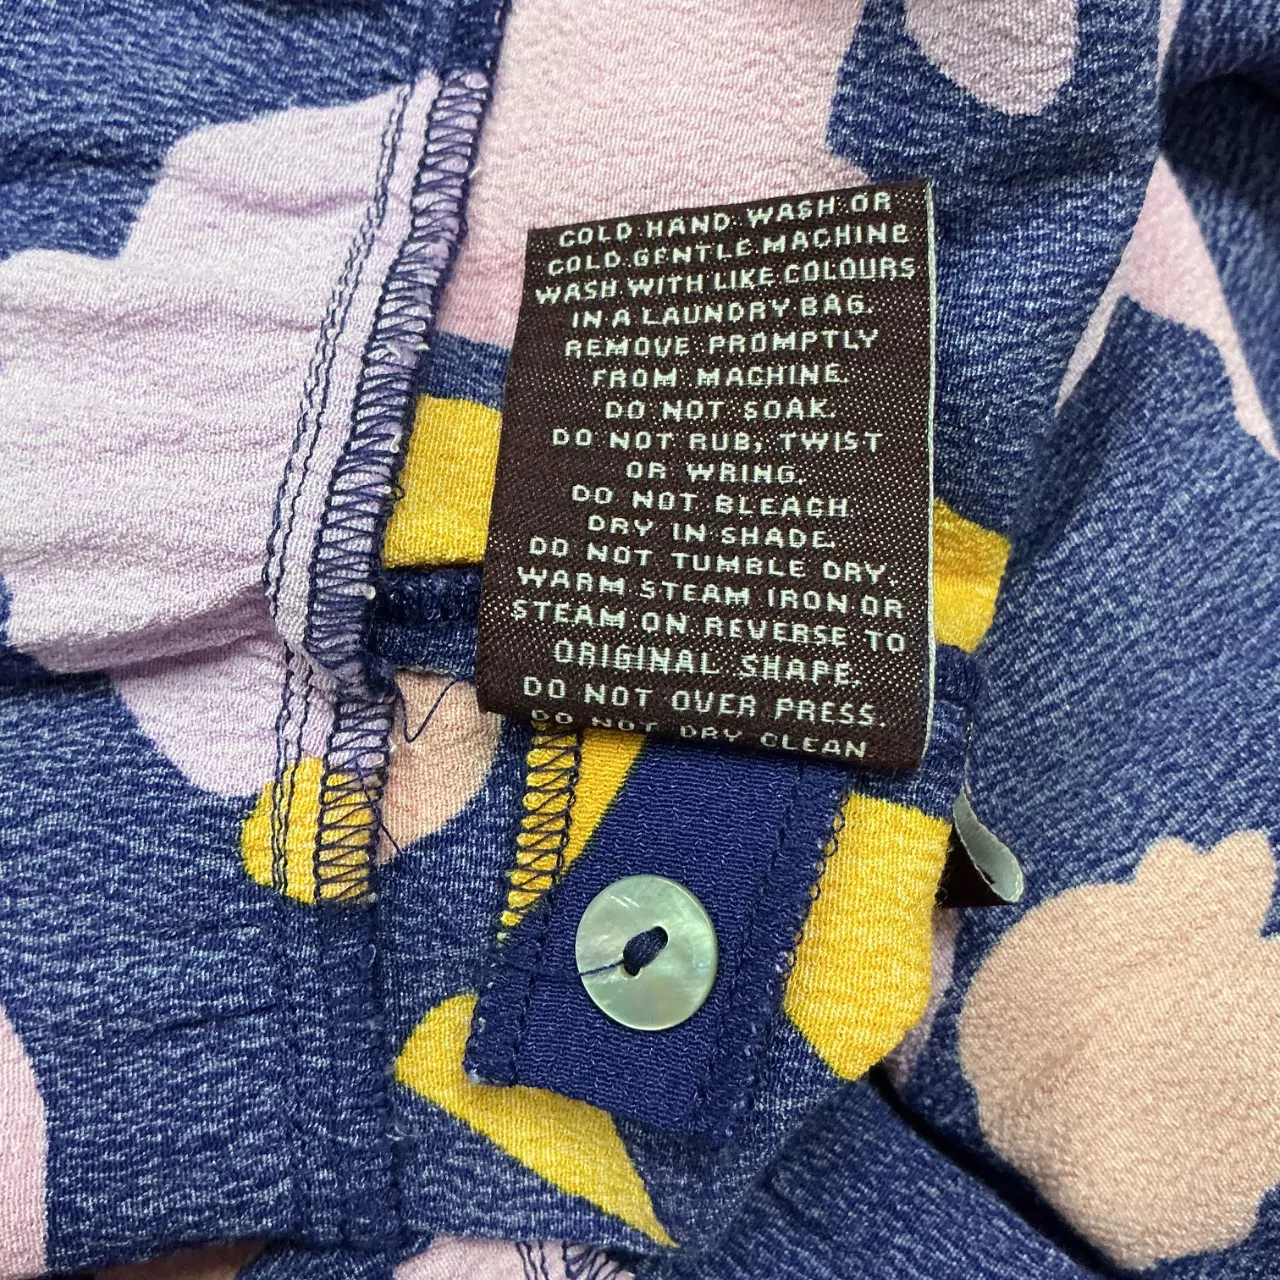 COLD HAND WASH OR
COLD GENTLE MACHINE
WASH WITH LIKE COLOURS
IN A LAUNDRY BAG.
REMOVE PROMPTLY
FROM MACHINE.
DO NOT SOAK.
DO NOT RUB, TWIST
OR WRING.
DO NOT BLEACH
DRY IN SHADE.
DO NOT TUMBLE DRY.
WARM STEAM IRON OR
STEAM ON REVERSE TO
ORIGINAL SHAPE.
DO NOT OVER PRESS.
DO NOT DRY CLEAN